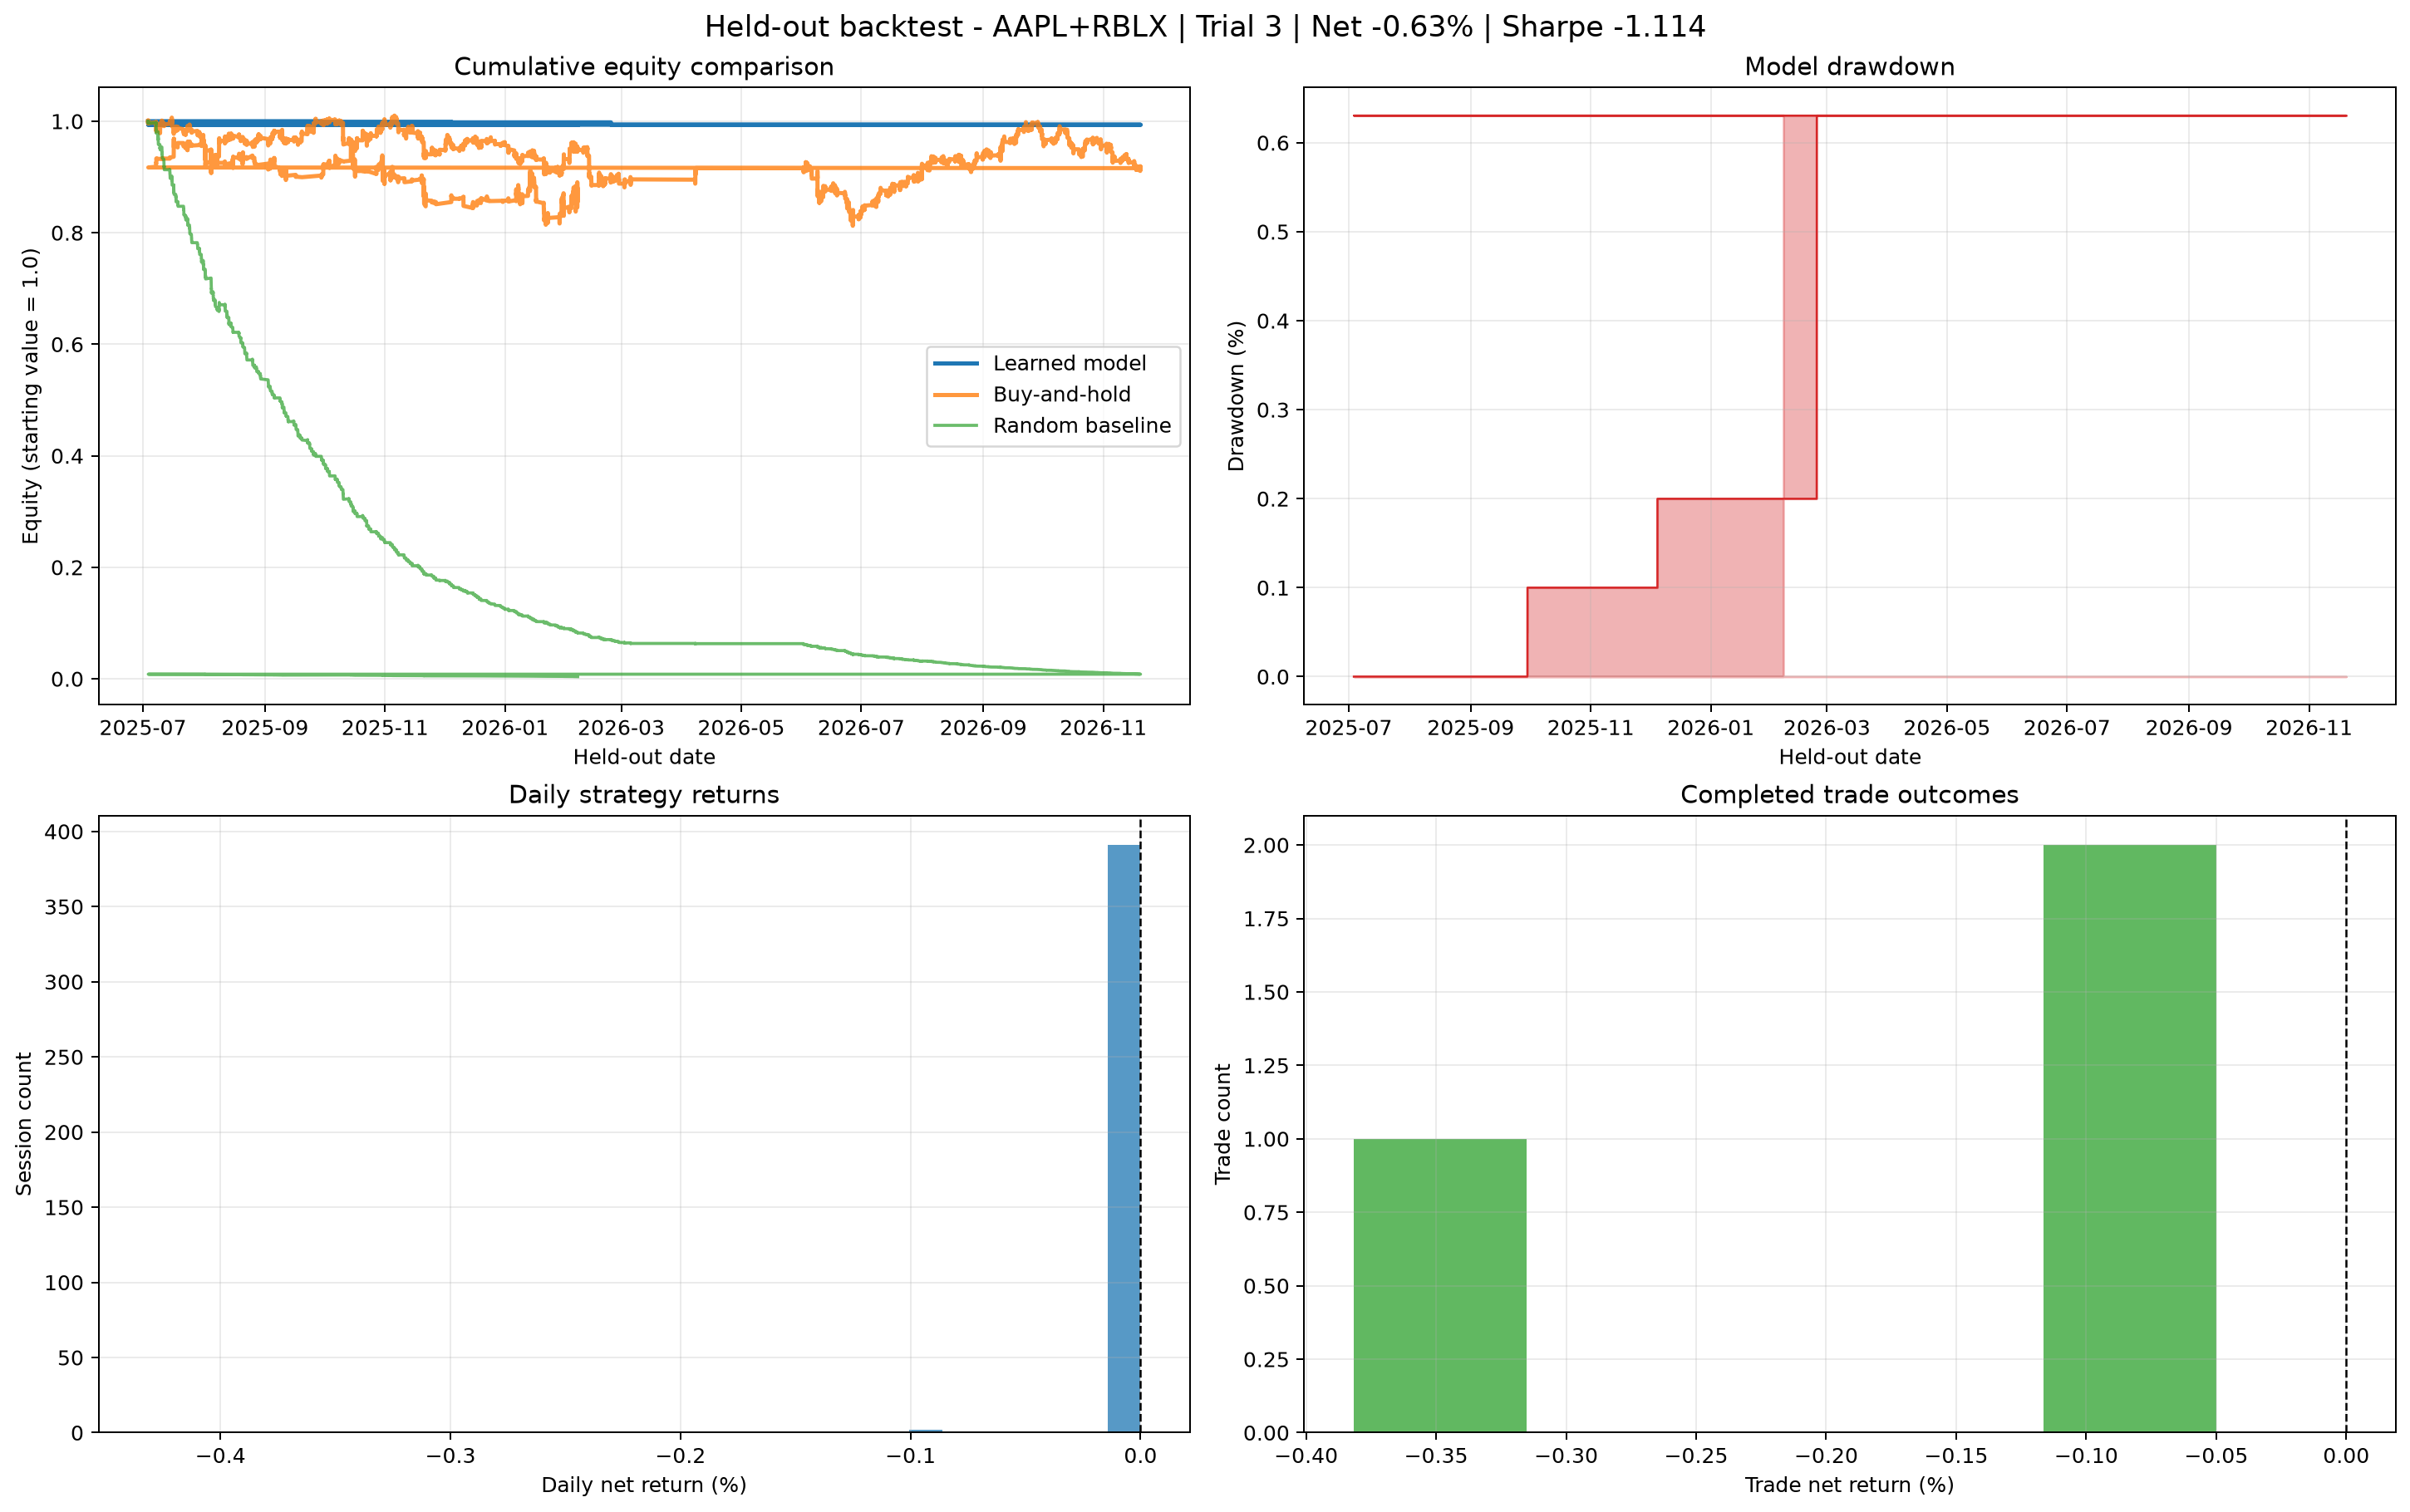 Held-out backtest - AAPL+RBLX | Trial 3 | Net -0.63% | Sharpe -1.114
Cumulative equity comparison
Equity (starting value = 1.0)
1.0
0.8
0.6
0.4
0.2
0.0
Learned model
Buy-and-hold
Random baseline
2025-07 2025-09 2025-11 2026-01 2026-03 2026-05 2026-07 2026-09 2026-11
Held-out date
Model drawdown
Drawdown (%)
0.6
0.5
0.4
0.3
0.2
0.1
0.0
2025-07 2025-09 2025-11 2026-01 2026-03 2026-05 2026-07 2026-09 2026-11
Held-out date
Daily strategy returns
Session count
400
350
300
250
200
150
100
50
0
−0.4 −0.3 −0.2 −0.1 0.0
Daily net return (%)
Completed trade outcomes
Trade count
2.00
1.75
1.50
1.25
1.00
0.75
0.50
0.25
0.00
−0.40 −0.35 −0.30 −0.25 −0.20 −0.15 −0.10 −0.05 0.00
Trade net return (%)